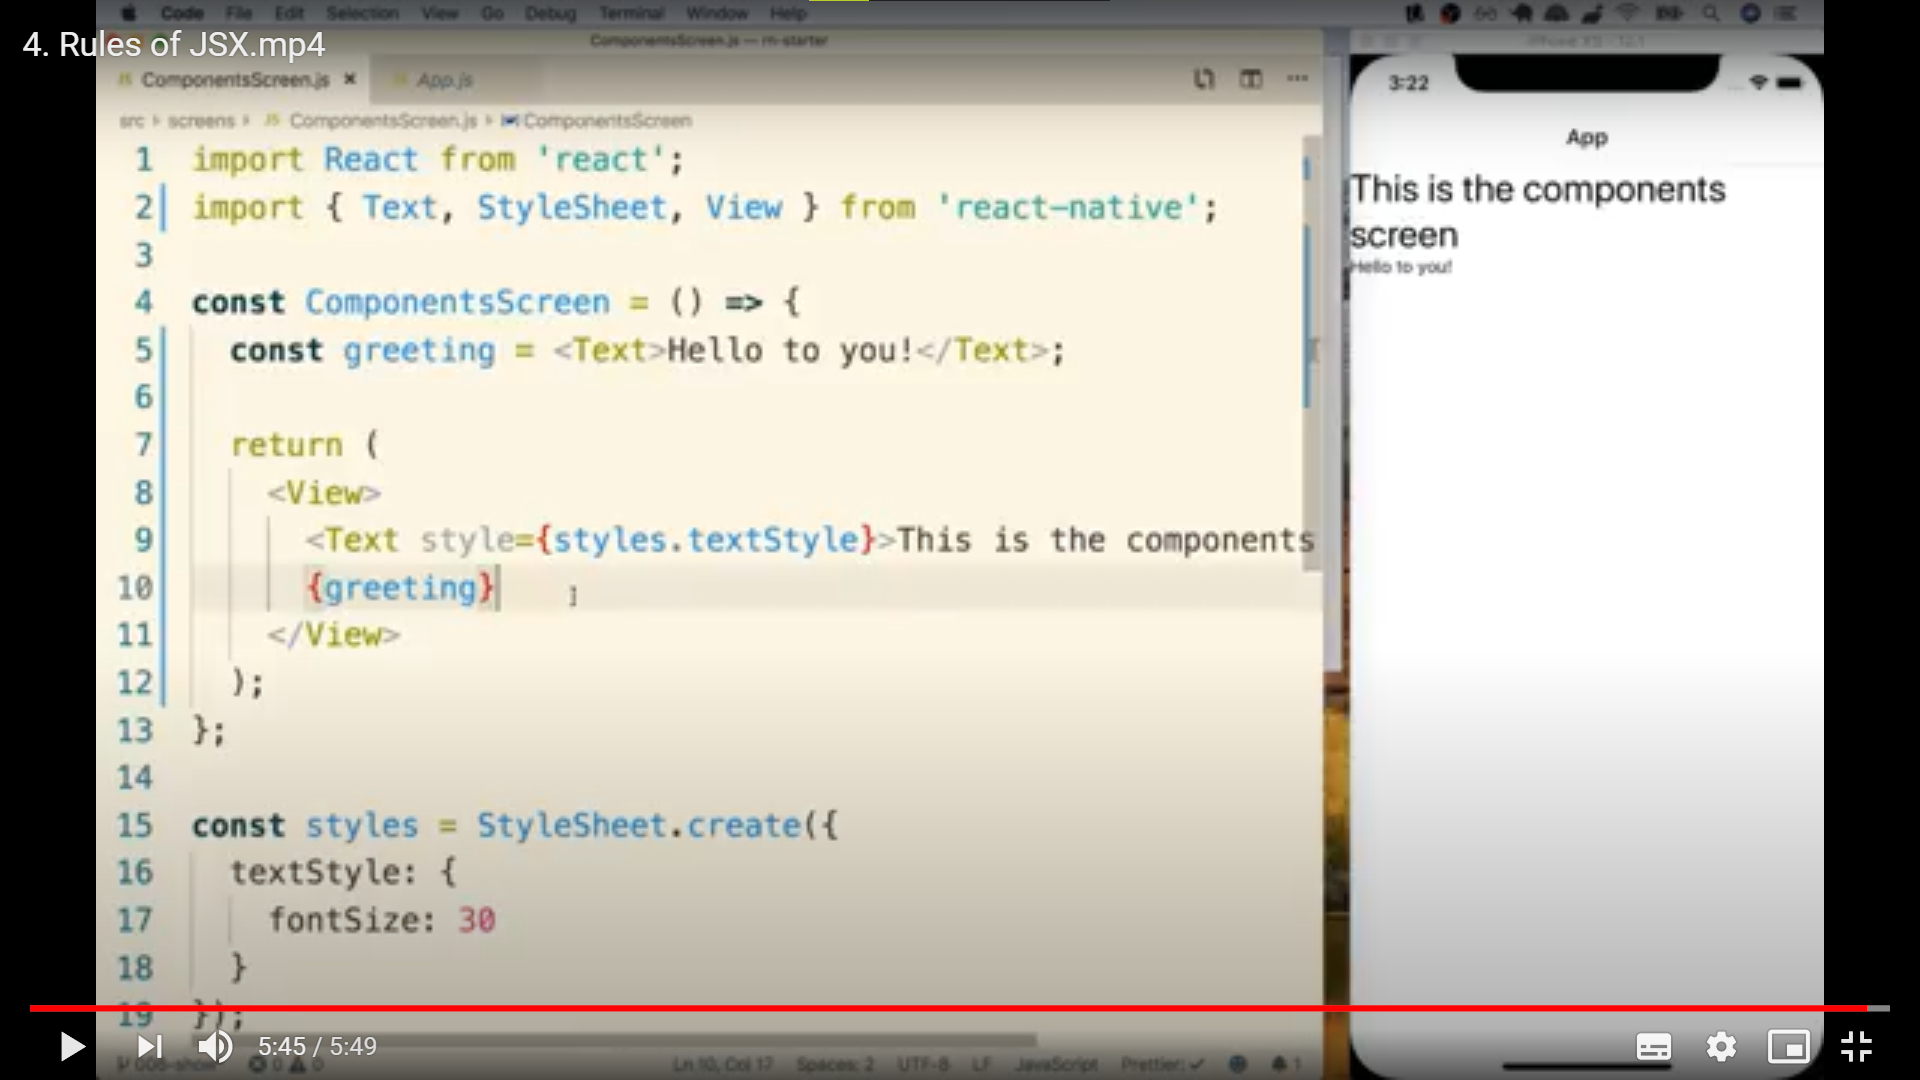 Code File Edit Selection View Go Debug Terminal Window Help
4. Rules of JSX.mp4
ComponentsScreen.js — rn-starter
JS ComponentsScreen.js × JS App.js
src › screens › JS ComponentsScreen.js › ComponentsScreen
1 import React from 'react';
2 import { Text, StyleSheet, View } from 'react-native';
3
4 const ComponentsScreen = () => {
5 const greeting = <Text>Hello to you!</Text>;
6
7 return (
8 <View>
9 <Text style={styles.textStyle}>This is the components
10 {greeting}
11 </View>
12 );
13 };
14
15 const styles = StyleSheet.create({
16 textStyle: {
17 fontSize: 30
18 }
19 });
3:22
App
This is the components
screen
Hello to you!
5:45 / 5:49
Ln 10, Col 17 Spaces: 2 UTF-8 LF JavaScript Prettier: ✓ 1